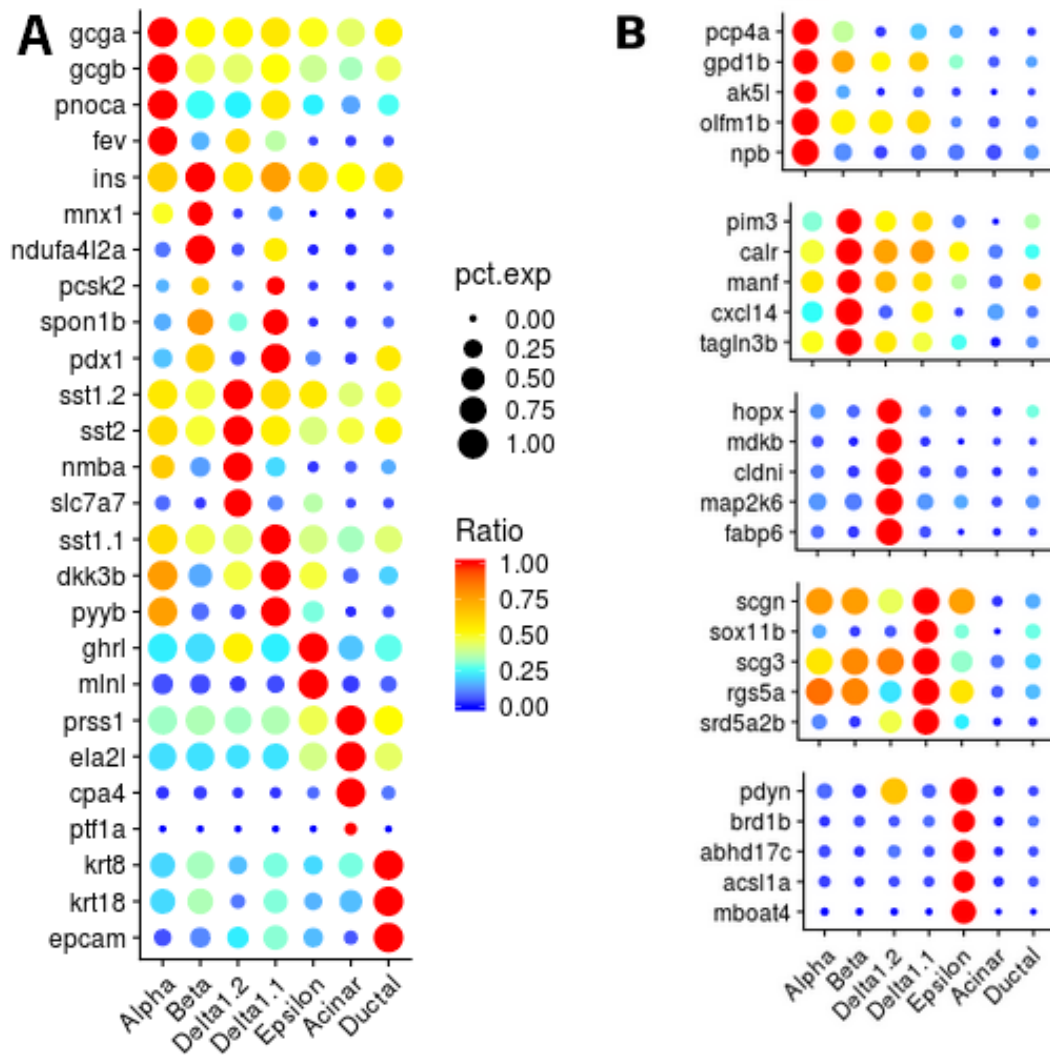 A
gcga
gcgb
pnoca
fev
ins
mnx1
ndufa4l2a
pcsk2
spon1b
pdx1
sst1.2
sst2
nmba
slc7a7
sst1.1
dkk3b
pyyb
ghrl
mlnl
prss1
ela2l
cpa4
ptf1a
krt8
krt18
epcam
Alpha
Beta
Delta1.2
Delta1.1
Epsilon
Acinar
Ductal
pct.exp
0.00
0.25
0.50
0.75
1.00
Ratio
1.00
0.75
0.50
0.25
0.00
B
pcp4a
gpd1b
ak5l
olfm1b
npb
pim3
calr
manf
cxcl14
tagln3b
hopx
mdkb
cldni
map2k6
fabp6
scgn
sox11b
scg3
rgs5a
srd5a2b
pdyn
brd1b
abhd17c
acsl1a
mboat4
Alpha
Beta
Delta1.2
Delta1.1
Epsilon
Acinar
Ductal